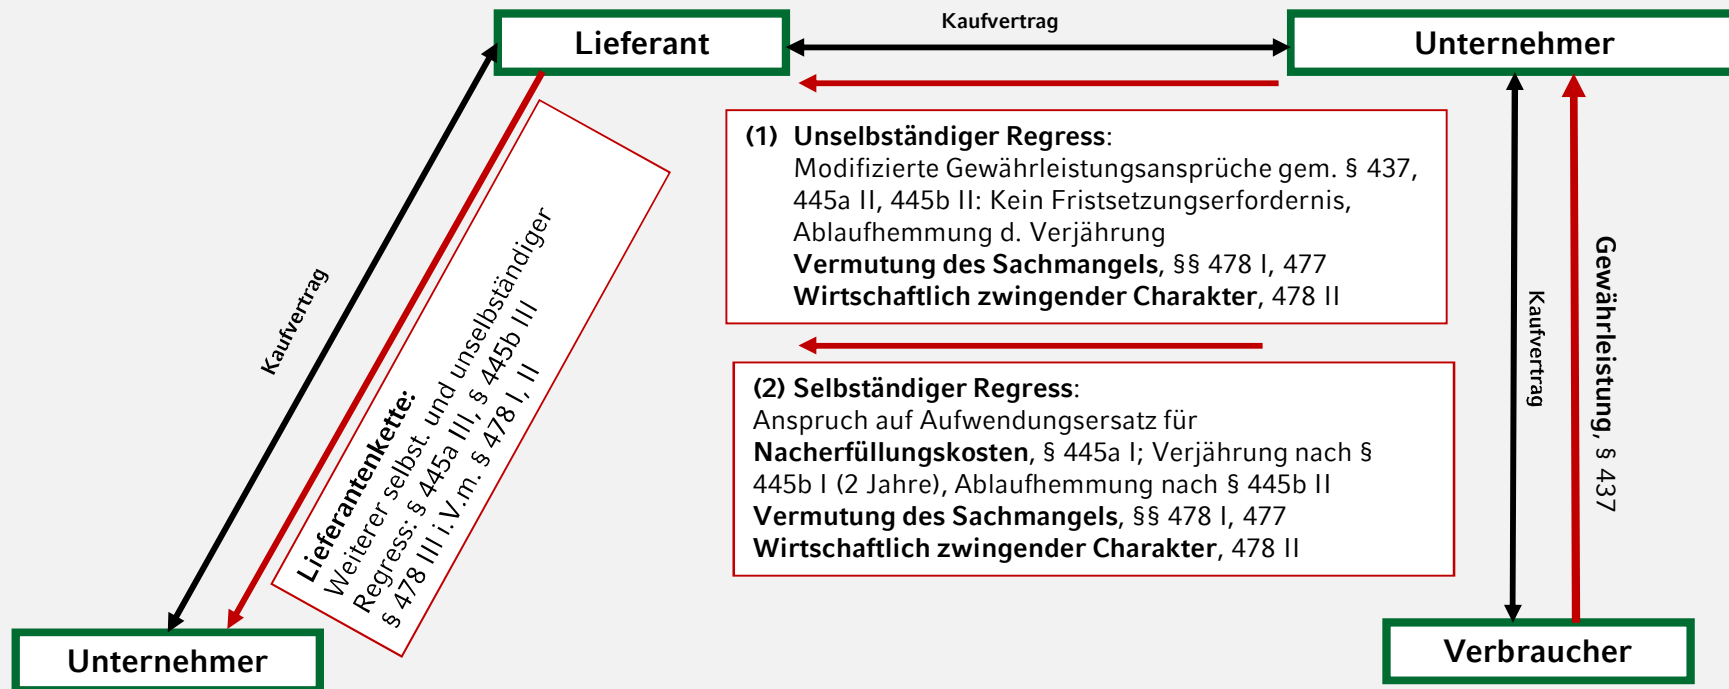 Lieferant
Kaufvertrag
Unternehmer
(1) Unselbständiger Regress:
Modifizierte Gewährleistungsansprüche gem. § 437,
445a II, 445b II: Kein Fristsetzungserfordernis,
Ablaufhemmung d. Verjährung
Vermutung des Sachmangels, §§ 478 I, 477
Wirtschaftlich zwingender Charakter, 478 II
(2) Selbständiger Regress:
Anspruch auf Aufwendungsersatz für
Nacherfüllungskosten, § 445a I; Verjährung nach §
445b I (2 Jahre), Ablaufhemmung nach § 445b II
Vermutung des Sachmangels, §§ 478 I, 477
Wirtschaftlich zwingender Charakter, 478 II
Kaufvertrag
Lieferantenkette:
Weiterer selbst. und unselbständiger
Regress: § 445a III, § 445b III
§ 478 III i.V.m. § 478 I, II
Kaufvertrag
Gewährleistung, § 437
Unternehmer
Verbraucher